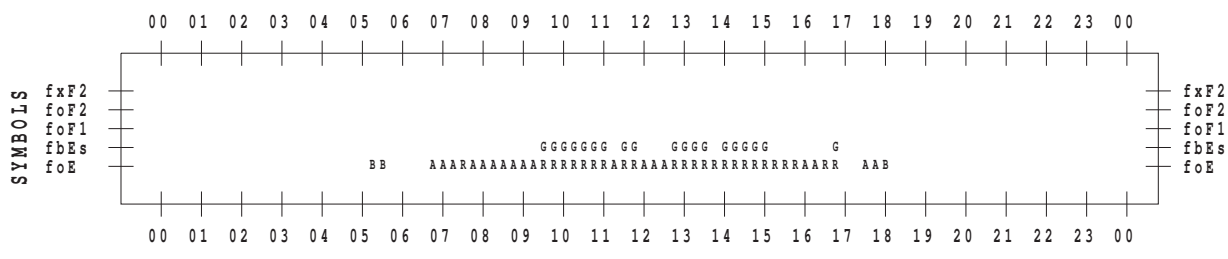 00 01 02 03 04 05 06 07 08 09 10 11 12 13 14 15 16 17 18 19 20 21 22 23 00
SYMBOLS
fxF2 fxF2
foF2 foF2
foF1 foF1
fbEs GGGGGGG GG GGGG GGGGG G fbEs
foE BB AAARAAAAAAARRRRRRRARRAAARRRRRRRRRRRRRAARR AAB foE
00 01 02 03 04 05 06 07 08 09 10 11 12 13 14 15 16 17 18 19 20 21 22 23 00